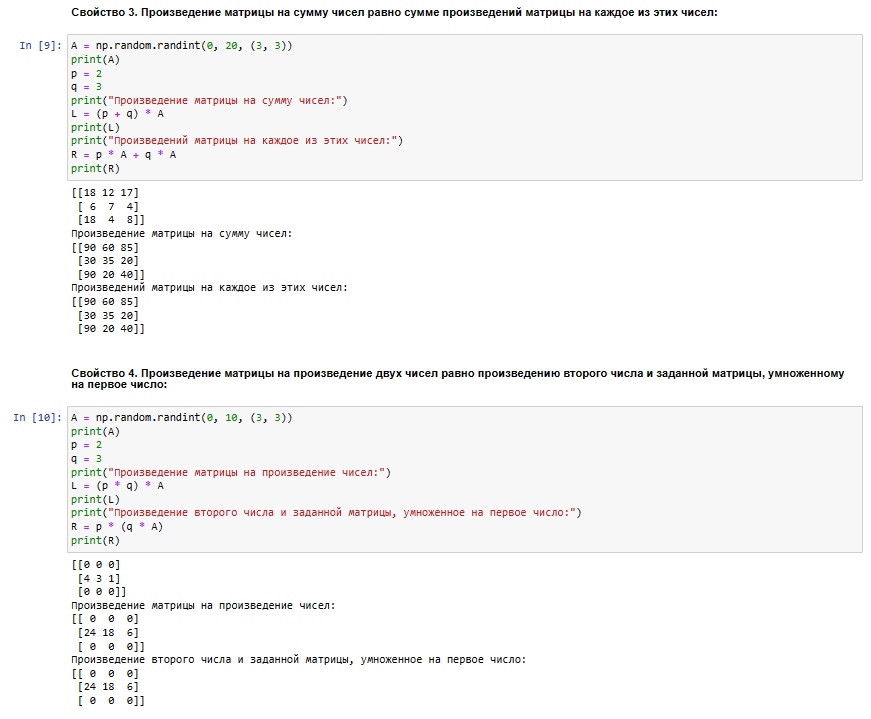 Свойство 3. Произведение матрицы на сумму чисел равно сумме произведений матрицы на каждое из этих чисел:
In [9]: A = np.random.randint(0, 20, (3, 3))
print(A)
p = 2
q = 3
print("Произведение матрицы на сумму чисел:")
L = (p + q) * A
print(L)
print("Произведений матрицы на каждое из этих чисел:")
R = p * A + q * A
print(R)
[[18 12 17]
 [ 6  7  4]
 [18  4  8]]
Произведение матрицы на сумму чисел:
[[90 60 85]
 [30 35 20]
 [90 20 40]]
Произведений матрицы на каждое из этих чисел:
[[90 60 85]
 [30 35 20]
 [90 20 40]]
Свойство 4. Произведение матрицы на произведение двух чисел равно произведению второго числа и заданной матрицы, умноженному
на первое число:
In [10]: A = np.random.randint(0, 10, (3, 3))
print(A)
p = 2
q = 3
print("Произведение матрицы на произведение чисел:")
L = (p * q) * A
print(L)
print("Произведение второго числа и заданной матрицы, умноженное на первое число:")
R = p * (q * A)
print(R)
[[0 0 0]
 [4 3 1]
 [0 0 0]]
Произведение матрицы на произведение чисел:
[[ 0  0  0]
 [24 18  6]
 [ 0  0  0]]
Произведение второго числа и заданной матрицы, умноженное на первое число:
[[ 0  0  0]
 [24 18  6]
 [ 0  0  0]]